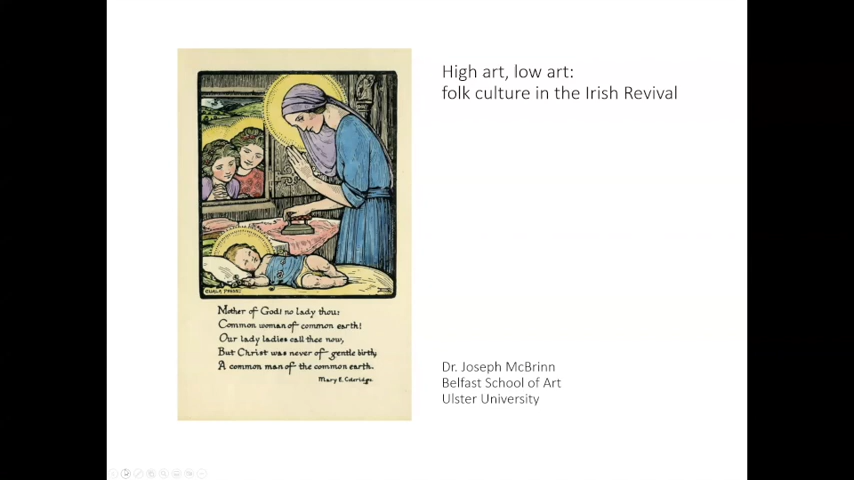 High art, low art:
folk culture in the Irish Revival
CUALA PRESS
Mother of God! no lady thou:
Common woman of common earth!
Our lady ladies call thee now,
But Christ was never of gentle birth,
A common man of the common earth.
Mary E. Coleridge.
Dr. Joseph McBrinn
Belfast School of Art
Ulster University